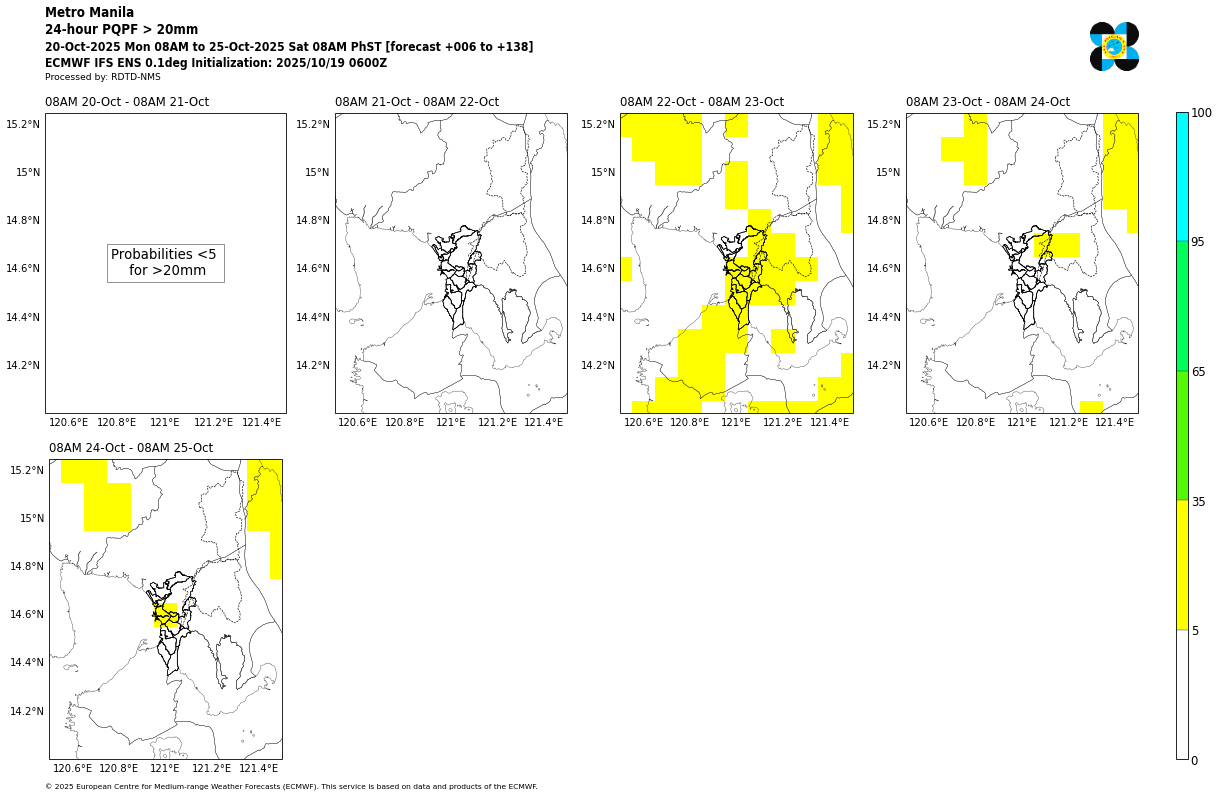 Metro Manila
24-hour PQPF > 20mm
20-Oct-2025 Mon 08AM to 25-Oct-2025 Sat 08AM PhST [forecast +006 to +138]
ECMWF IFS ENS 0.1deg Initialization: 2025/10/19 0600Z
Processed by: RDTD-NMS
08AM 20-Oct - 08AM 21-Oct
08AM 21-Oct - 08AM 22-Oct
08AM 22-Oct - 08AM 23-Oct
08AM 23-Oct - 08AM 24-Oct
15.2°N
15°N
14.8°N
14.6°N
14.4°N
14.2°N
Probabilities <5
for >20mm
120.6°E 120.8°E 121°E 121.2°E 121.4°E
15.2°N
15°N
14.8°N
14.6°N
14.4°N
14.2°N
120.6°E 120.8°E 121°E 121.2°E 121.4°E
15.2°N
15°N
14.8°N
14.6°N
14.4°N
14.2°N
120.6°E 120.8°E 121°E 121.2°E 121.4°E
15.2°N
15°N
14.8°N
14.6°N
14.4°N
14.2°N
120.6°E 120.8°E 121°E 121.2°E 121.4°E
100
95
65
35
5
0
08AM 24-Oct - 08AM 25-Oct
15.2°N
15°N
14.8°N
14.6°N
14.4°N
14.2°N
120.6°E 120.8°E 121°E 121.2°E 121.4°E
© 2025 European Centre for Medium-range Weather Forecasts (ECMWF). This service is based on data and products of the ECMWF.